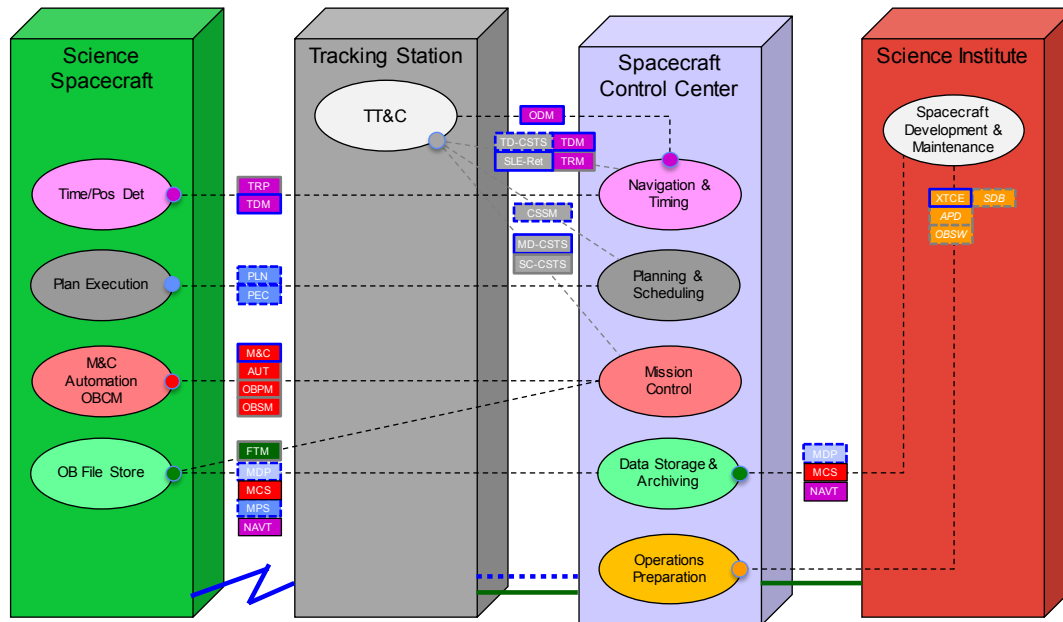 Science
Spacecraft
Tracking Station
Spacecraft
Control Center
Science Institute
TT&C
ODM
TD-CSTS TDM
SLE-Ret TRM
Spacecraft
Development &
Maintenance
Time/Pos Det
TRP
TDM
Navigation &
Timing
XTCE SDB
APD
OBSW
CSSM
MD-CSTS
SC-CSTS
Plan Execution
PLN
PEC
Planning &
Scheduling
M&C
Automation
OBCM
M&C
AUT
OBPM
OBSM
Mission
Control
OB File Store
FTM
MDP
MCS
MPS
NAVT
Data Storage &
Archiving
MDP
MCS
NAVT
Operations
Preparation